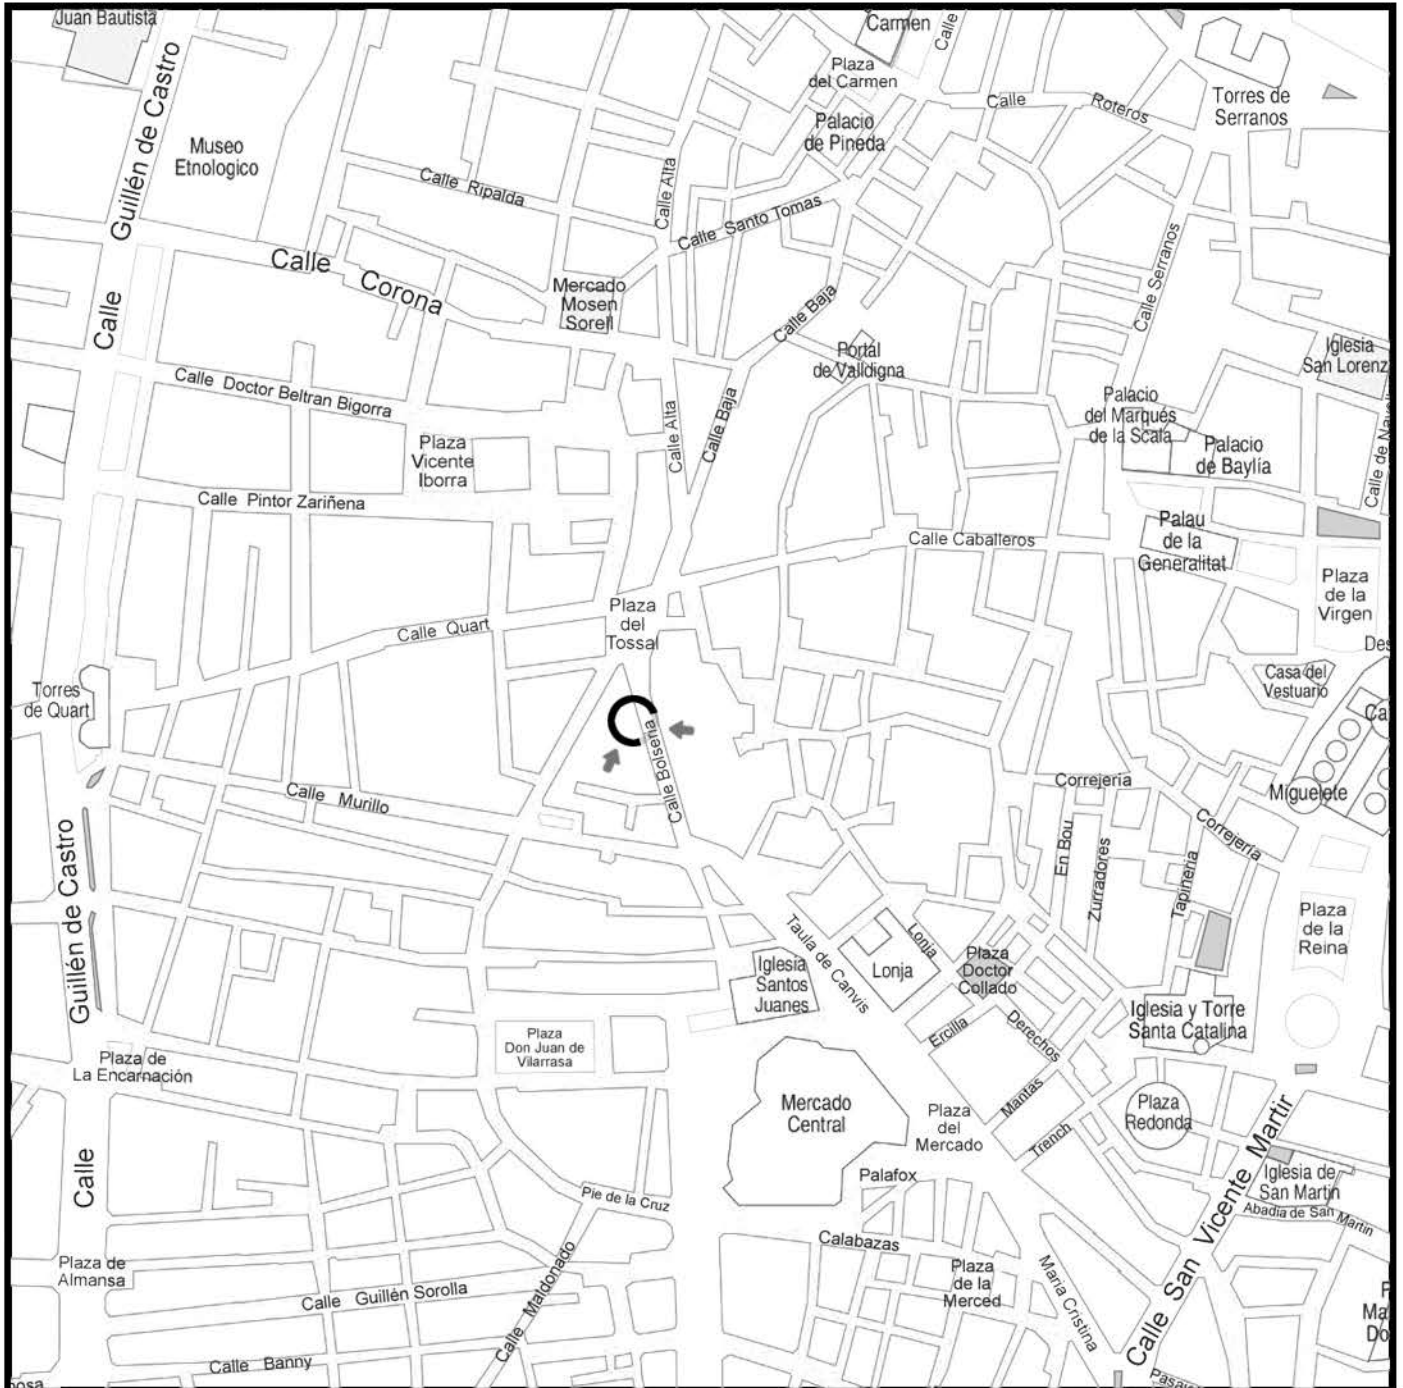 Juan Bautista
Carmen
Calle
Calle Guillén de Castro
Museo
Etnologico
Plaza
del Carmen
Palacio
de Pineda
Calle Roteros
Torres de
Serranos
Calle Ripalda
Calle Alta
Calle Santo Tomas
Calle Corona
Mercado
Mosen
Sorell
Calle Baja
Calle Serranos
Portal
de Valldigna
Iglesia
San Lorenz
Calle Doctor Beltran Bigorra
Palacio
del Marqués
de la Scala
Palacio
de Baylía
Calle Alta
Calle Baja
Plaza
Vicente
Iborra
Calle de
Calle Pintor Zariñena
Palau
de la
Generalitat
Calle Caballeros
Plaza
de la
Virgen
Plaza
del
Tossal
Calle Quart
Des
Casa del
Vestuario
Torres
de Quart
Ca
Calle Bolsería
Correjería
Miguelete
Calle Murillo
Correjería
Calle Guillén de Castro
En Bou
Zurradores
Tapinería
Plaza
de la
Reina
Taula de Canvis
Lonja
Lonja
Plaza
Doctor
Collado
Iglesia
Santos
Juanes
Iglesia y Torre
Santa Catalina
Ercilla
Derechos
Plaza
Don Juan de
Vilarrasa
Plaza de
La Encarnación
Mercado
Central
Plaza
del
Mercado
Mantas
Trench
Plaza
Redonda
Calle San Vicente Martir
Palafox
Iglesia de
San Martin
Abadia de San Martin
Pie de la Cruz
Calabazas
Plaza
de la
Merced
Maria Cristina
Plaza de
Almansa
Calle Guillén Sorolla
Calle Maldonado
Calle Banny
P
Ma
Do
osa